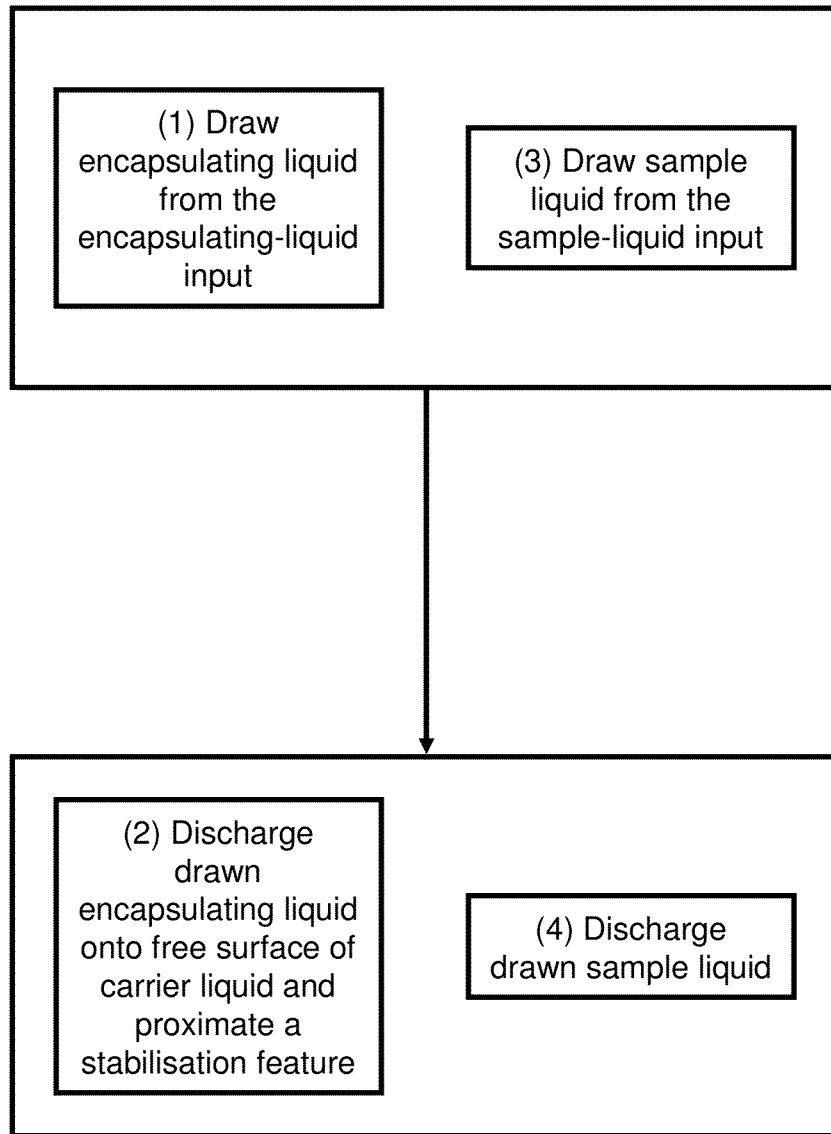 (1) Draw
encapsulating liquid
from the
encapsulating-liquid
input
(3) Draw sample
liquid from the
sample-liquid input
(2) Discharge
drawn
encapsulating liquid
onto free surface of
carrier liquid and
proximate a
stabilisation feature
(4) Discharge
drawn sample liquid